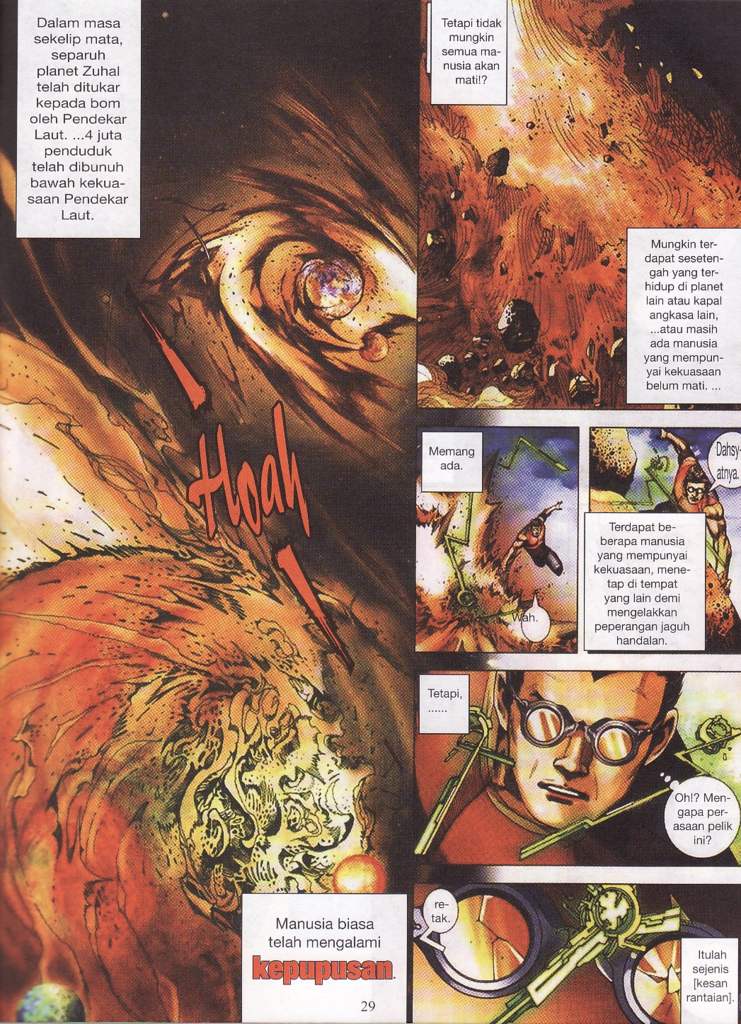 Dalam masa
sekelip mata,
separuh
planet Zuhal
telah ditukar
kepada bom
oleh Pendekar
Laut. ...4 juta
penduduk
telah dibunuh
bawah kekua-
saan Pendekar
Laut.
Hoah
Manusia biasa
telah mengalami
kepupusan.
29
Tetapi tidak
mungkin
semua ma-
nusia akan
mati!?
Mungkin ter-
dapat seseten-
gah yang ter-
hidup di planet
lain atau kapal
angkasa lain,
...atau masih
ada manusia
yang mempun-
yai kekuasaan
belum mati. ...
Memang
ada.
Wah.
Dahsy-
atnya.
Terdapat be-
berapa manusia
yang mempunyai
kekuasaan, mene-
tap di tempat
yang lain demi
mengelakkan
peperangan jaguh
handalan.
Tetapi,
......
Oh!? Men-
gapa per-
asaan pelik
ini?
re-
tak.
Itulah
sejenis
[kesan
rantaian]